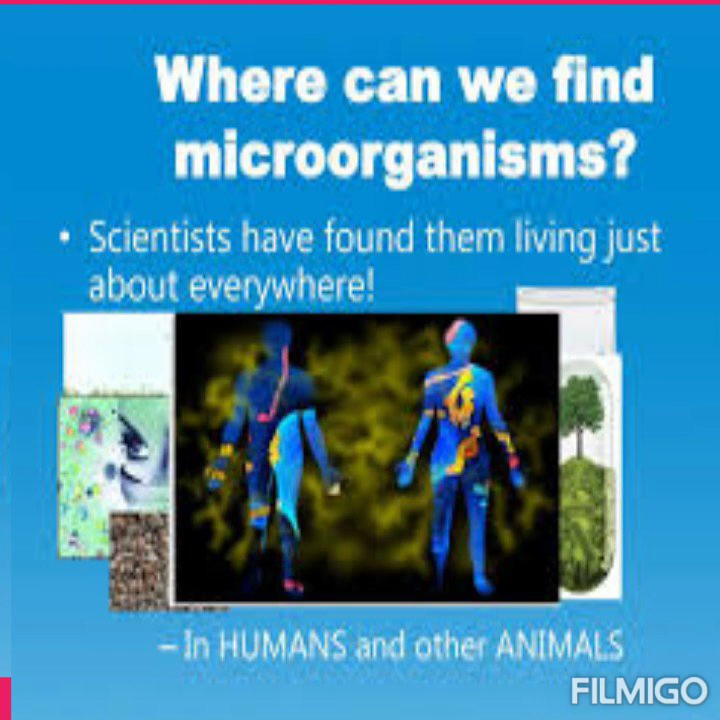 Where can we find
microorganisms?
• Scientists have found them living just
about everywhere!
– In HUMANS and other ANIMALS
FILMIGO